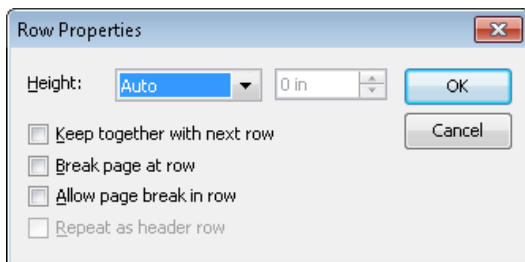 Row Properties
Height: Auto 0 in OK
Keep together with next row Cancel
Break page at row
Allow page break in row
Repeat as header row